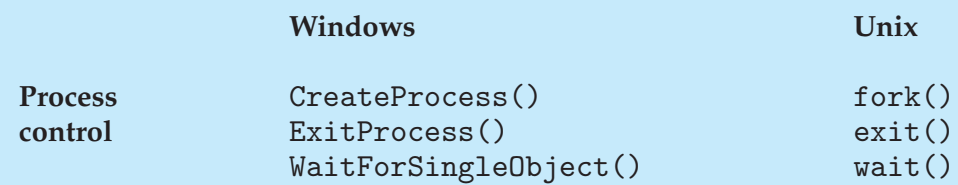 Windows Unix
Process CreateProcess() fork()
control ExitProcess() exit()
WaitForSingleObject() wait()